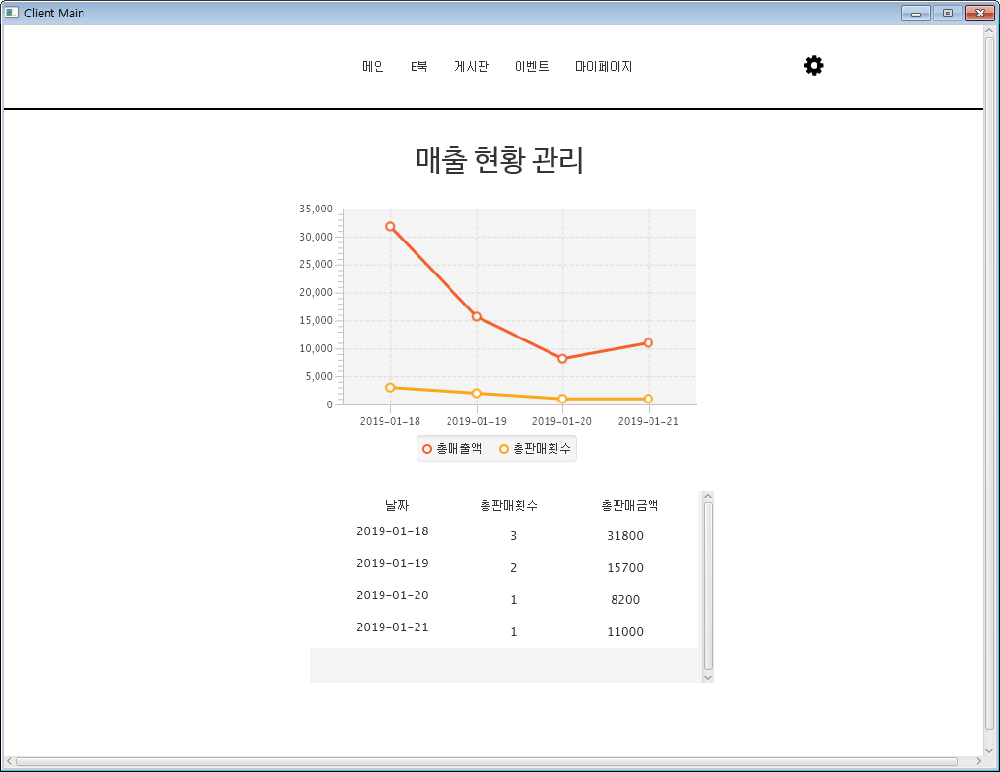 Client Main
메인 E북 게시판 이벤트 마이페이지
매출 현황 관리
35,000
30,000
25,000
20,000
15,000
10,000
5,000
0
2019-01-18 2019-01-19 2019-01-20 2019-01-21
총매출액 총판매횟수
날짜 총판매횟수 총판매금액
2019-01-18 3 31800
2019-01-19 2 15700
2019-01-20 1 8200
2019-01-21 1 11000